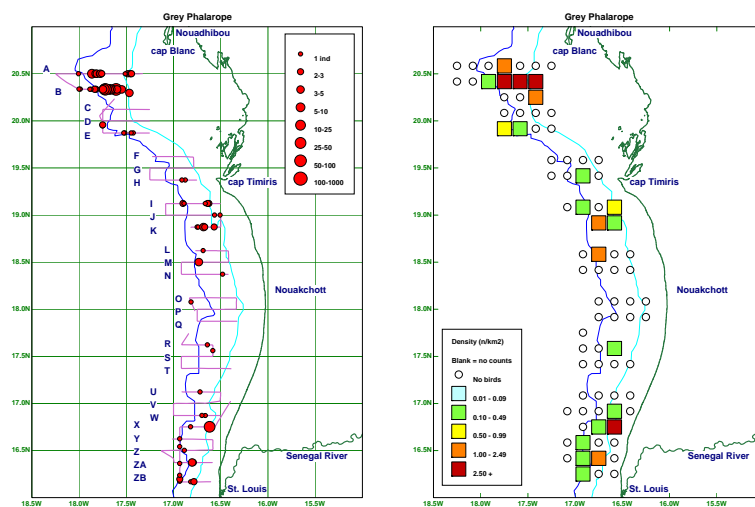 Grey Phalarope
Nouadhibou
cap Blanc
20.5N
20.0N
19.5N
19.0N
18.5N
18.0N
17.5N
17.0N
16.5N
18.5W
18.0W
17.5W
17.0W
16.5W
16.0W
15.5W
A
B
C
D
E
F
G
H
I
J
K
L
M
N
O
P
Q
R
S
T
U
V
W
X
Y
Z
ZA
ZB
1 ind
2-3
3-5
5-10
10-25
25-50
50-100
100-1000
cap Timiris
Nouakchott
Senegal River
St. Louis
Grey Phalarope
Nouadhibou
cap Blanc
20.5N
20.0N
19.5N
19.0N
18.5N
18.0N
17.5N
17.0N
16.5N
cap Timiris
Nouakchott
Senegal River
St. Louis
Density (n/km2)
Blank = no counts
No birds
0.01 - 0.09
0.10 - 0.49
0.50 - 0.99
1.00 - 2.49
2.50 +
18.5W
18.0W
17.5W
17.0W
16.5W
16.0W
15.5W